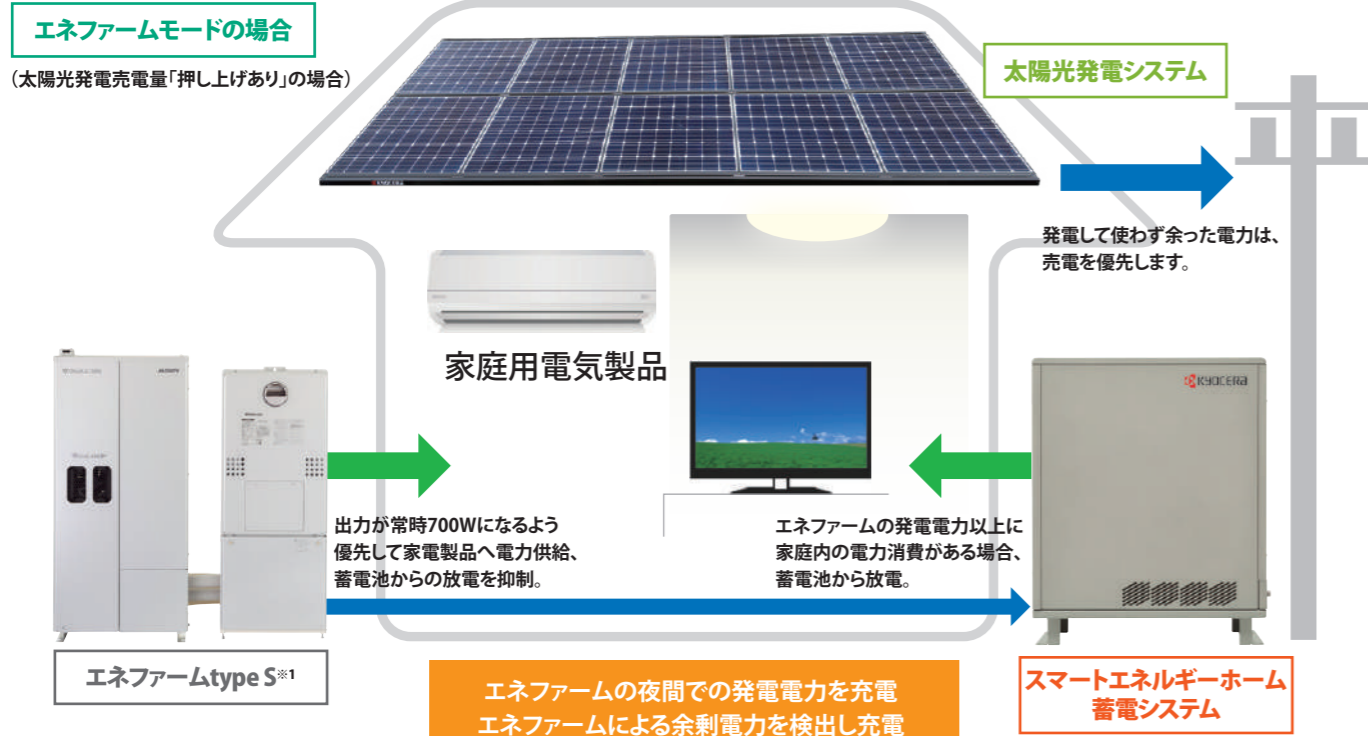 エネファームモードの場合
(太陽光発電売電量「押し上げあり」の場合)
太陽光発電システム
KYOCERA
発電して使わず余った電力は、
売電を優先します。
家庭用電気製品
KYOCERA
出力が常時700Wになるよう
優先して家電製品へ電力供給、
蓄電池からの放電を抑制。
エネファームの発電電力以上に
家庭内の電力消費がある場合、
蓄電池から放電。
エネファームtype S※1
エネファームの夜間での発電電力を充電
エネファームによる余剰電力を検出し充電
スマートエネルギーホーム
蓄電システム